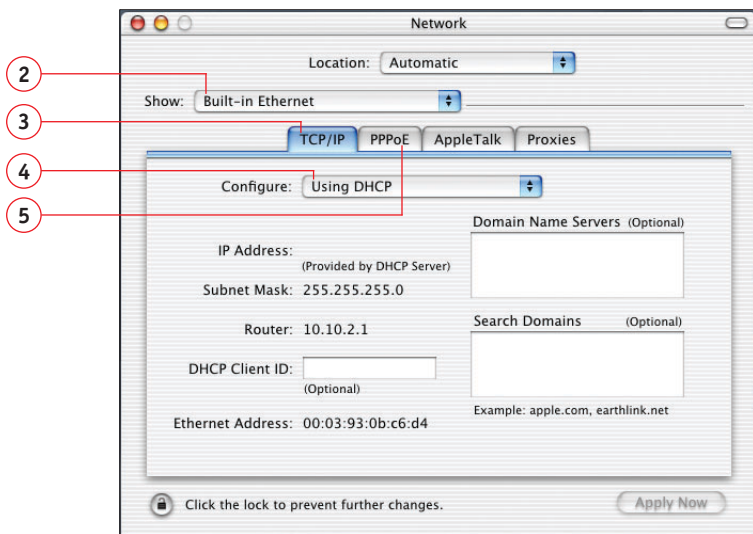 Network
Location: Automatic
2
Show: Built-in Ethernet
3
TCP/IP PPPoE AppleTalk Proxies
4
Configure: Using DHCP
5
Domain Name Servers (Optional)
IP Address:
(Provided by DHCP Server)
Subnet Mask: 255.255.255.0
Router: 10.10.2.1
Search Domains (Optional)
DHCP Client ID:
(Optional)
Example: apple.com, earthlink.net
Ethernet Address: 00:03:93:0b:c6:d4
Click the lock to prevent further changes.
Apply Now